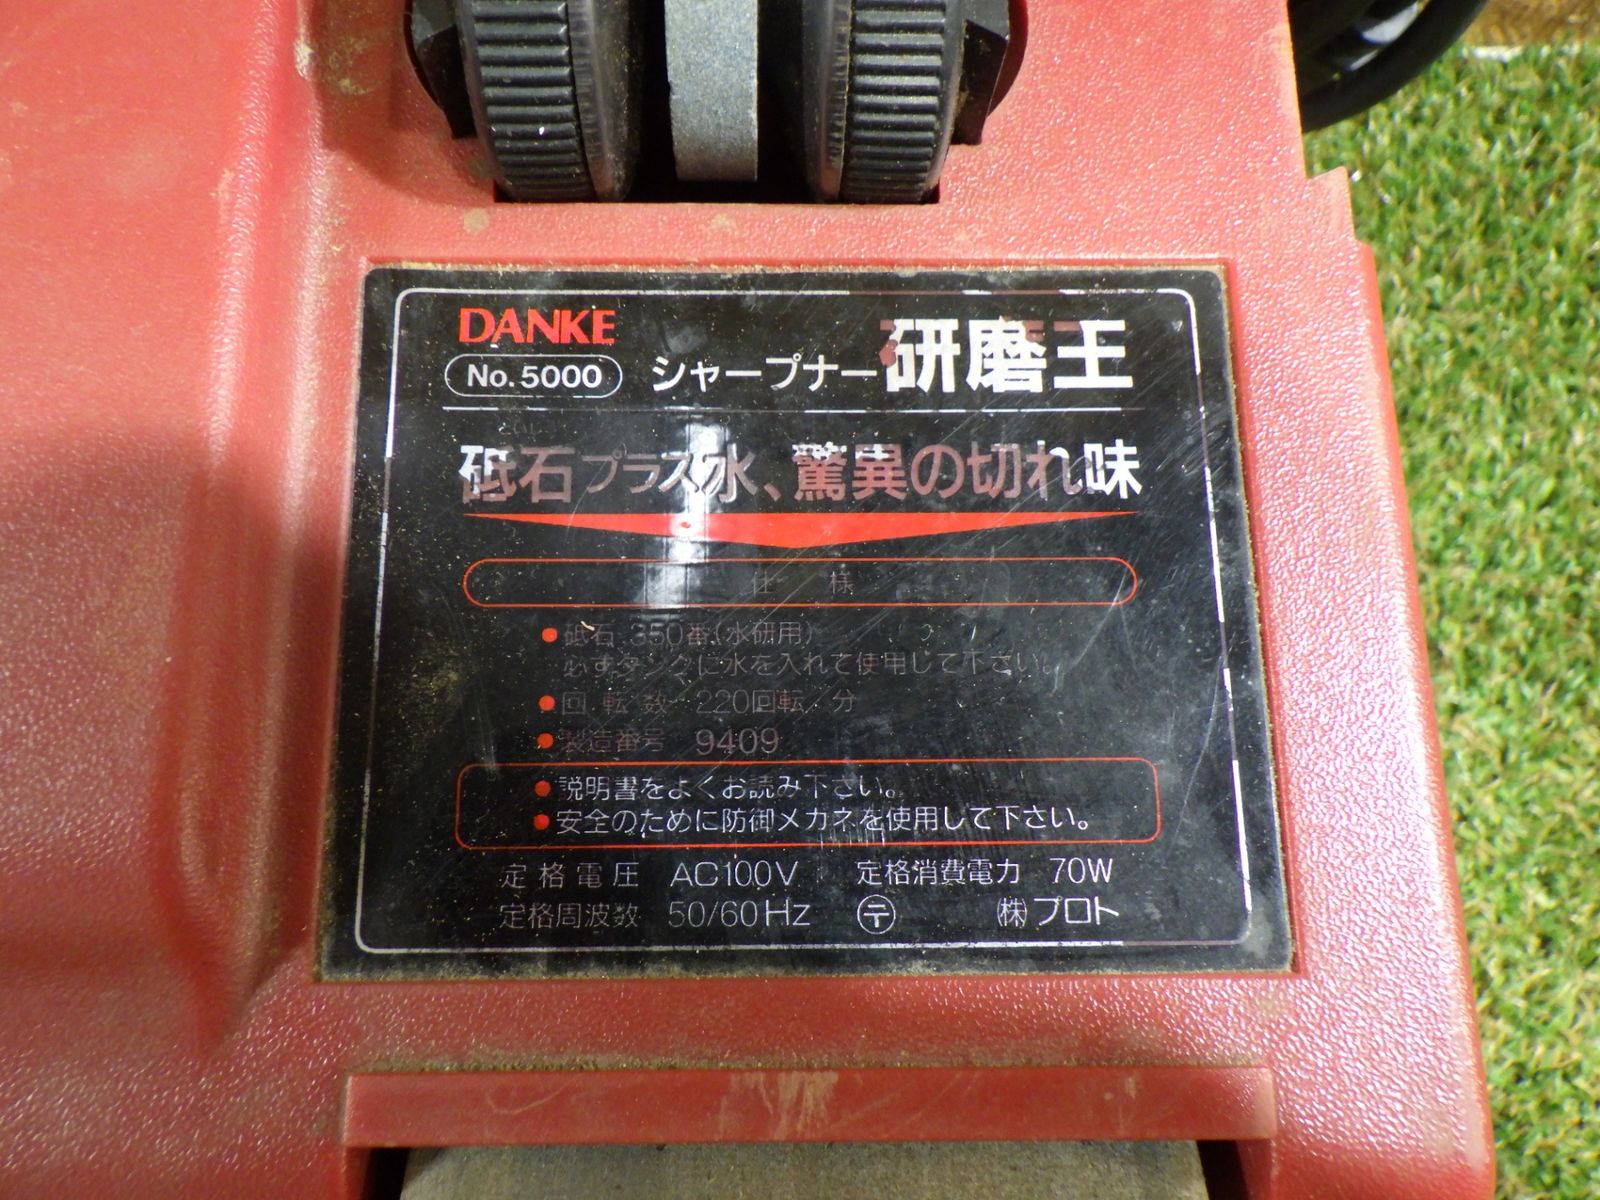 DANKE
No.5000 シャープナー研磨王
といし
砥石プラス水、驚異の切れ味
仕 様
● 砥石 350番(水研用)
必ずタンクに水を入れて使用して下さい。
● 回転数 220回転/分
● 製造番号 9409
● 説明書をよくお読み下さい。
● 安全のために防御メカネを使用して下さい。
定格電圧 AC100V 定格消費電力 70W
定格周波数 50/60Hz 〒 ㈱プロト